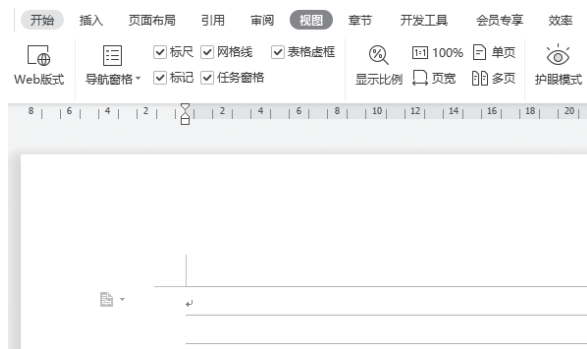 开始 插入 页面布局 引用 审阅 视图 章节 开发工具 会员专享 效率
标尺 网格线 表格虚框 1:1 100% 单页
Web版式 导航窗格 标记 任务窗格 显示比例 页宽 多页 护眼模式
8 6 4 2 2 4 6 8 10 12 14 16 18 20